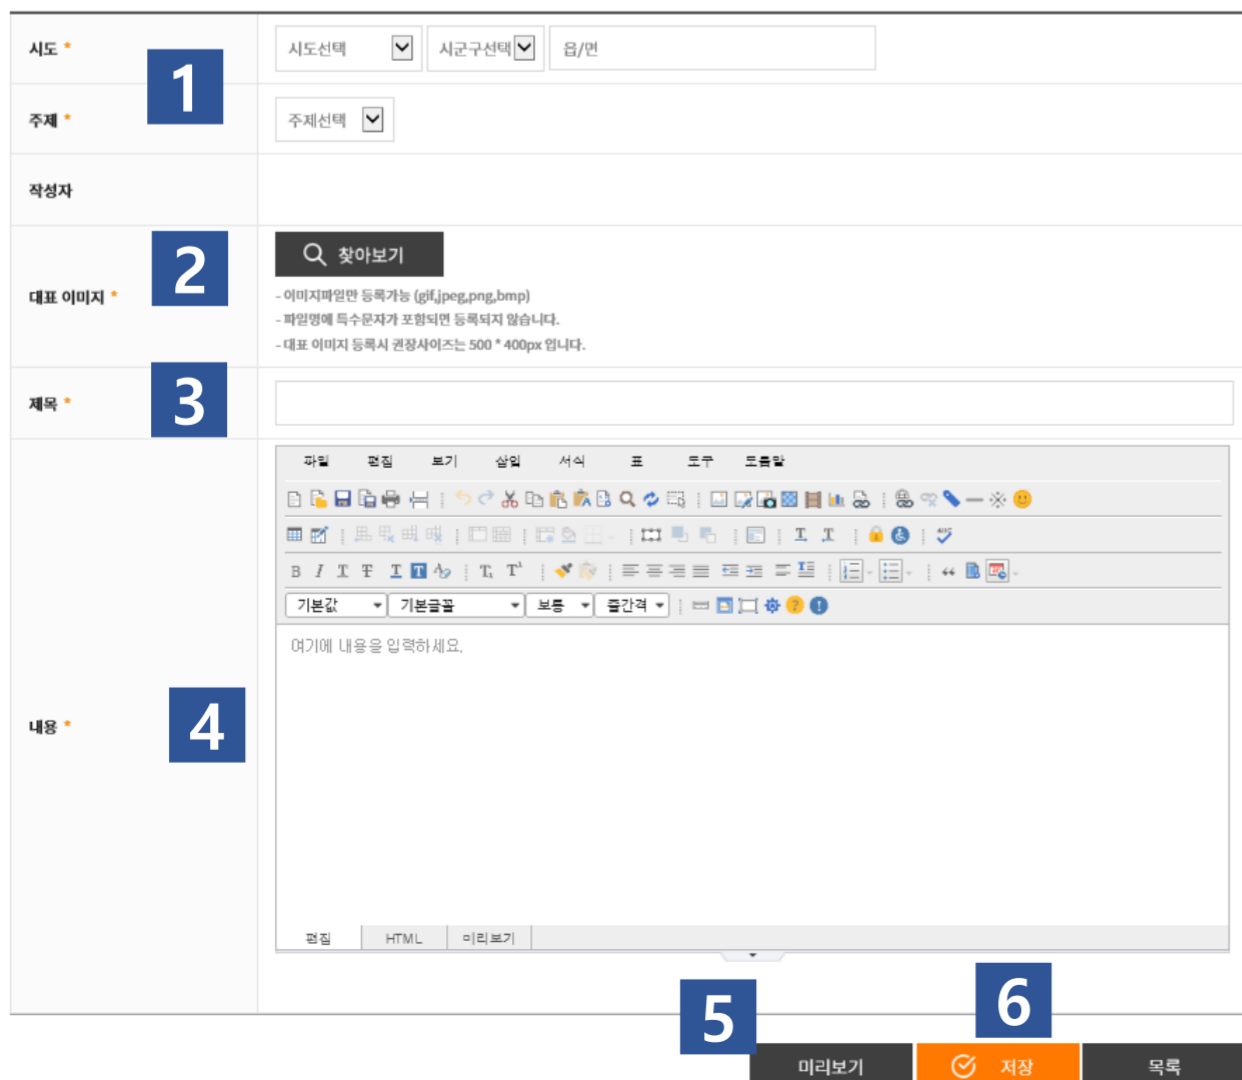 시도 *
시도선택 시군구선택 읍/면
1
주제 *
주제선택
작성자
2
찾아보기
대표 이미지 *
- 이미지파일만 등록가능 (gif,jpeg,png,bmp)
- 파일명에 특수문자가 포함되면 등록되지 않습니다.
- 대표 이미지 등록시 권장사이즈는 500 * 400px 입니다.
제목 *
3
파일 편집 보기 삽입 서식 표 도구 도움말
기본값 기본글꼴 보통 줄간격
여기에 내용을 입력하세요.
내용 *
4
편집 HTML 미리보기
5
6
미리보기 저장 목록